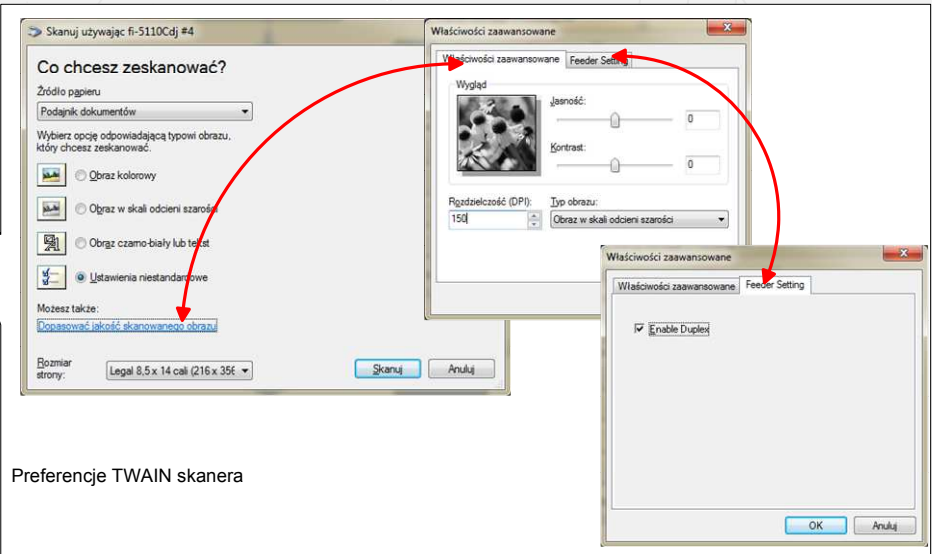 Skanuj używając fi-5110Cdj #4
Co chcesz zeskanować?
Źródło papieru
Podajnik dokumentów
Wybierz opcję odpowiadającą typowi obrazu,
który chcesz zeskanować.
Obraz kolorowy
Obraz w skali odcieni szarości
Obraz czarno-biały lub tekst
Ustawienia niestandardowe
Możesz także:
Dopasować jakość skanowanego obrazu
Rozmiar
strony:
Legal 8,5 x 14 cali (216 x 356
Skanuj
Anuluj
Właściwości zaawansowane
Właściwości zaawansowane
Feeder Setting
Wygląd
Jasność:
0
Kontrast:
0
Rozdzielczość (DPI):
150
Typ obrazu:
Obraz w skali odcieni szarości
Właściwości zaawansowane
Właściwości zaawansowane
Feeder Setting
Enable Duplex
OK
Anuluj
Preferencje TWAIN skanera